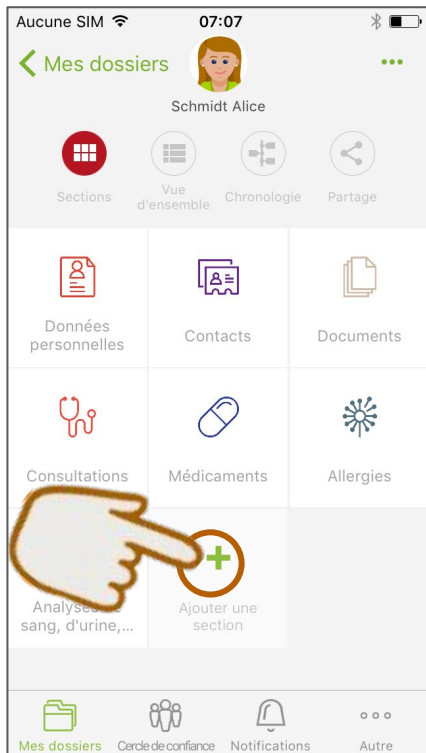 Aucune SIM 07:07
Mes dossiers
Schmidt Alice
Sections
Vue
d'ensemble
Chronologie
Partage
Données
personnelles
Contacts
Documents
Consultations
Médicaments
Allergies
Analyses de
sang, d'urine,...
Ajouter une
section
Mes dossiers
Cercle de confiance
Notifications
Autre